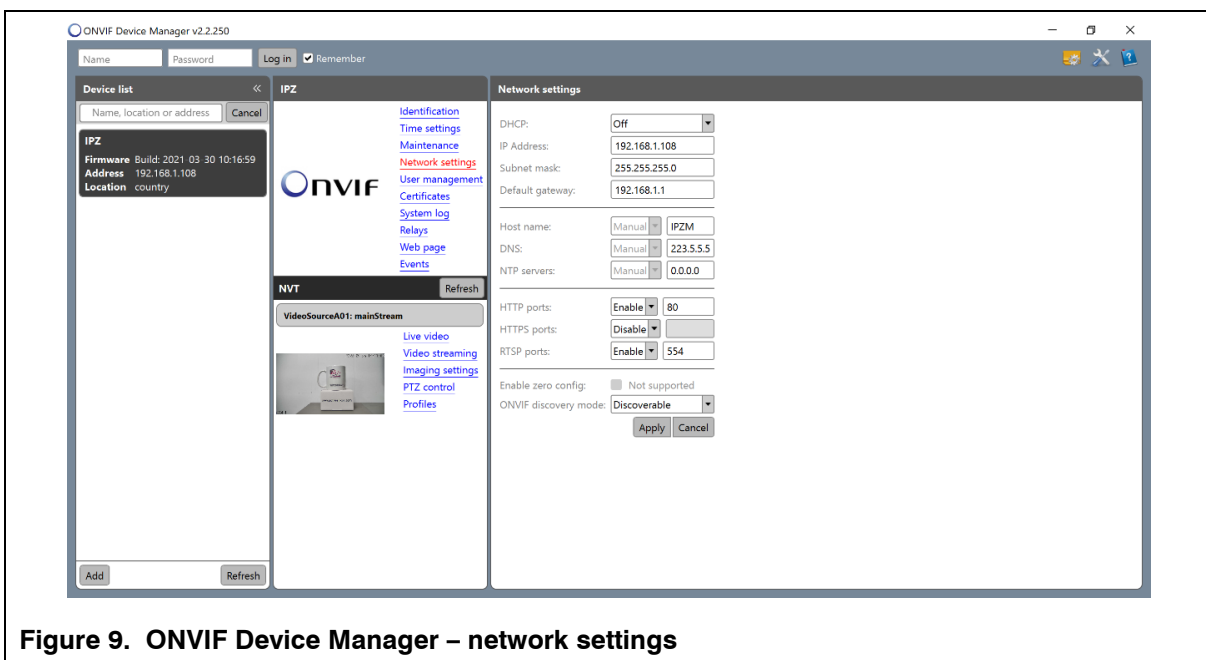 ONVIF Device Manager v2.2.250
Name Password Log in Remember
Device list «
Name, location or address Cancel
IPZ
Firmware Build: 2021 03 30 10:16:59
Address 192.168.1.108
Location country
Add Refresh
IPZ
ONVIF
Identification
Time settings
Maintenance
Network settings
User management
Certificates
System log
Relays
Web page
Events
NVT Refresh
VideoSourceA01: mainStream
Live video
Video streaming
Imaging settings
PTZ control
Profiles
Network settings
DHCP: Off
IP Address: 192.168.1.108
Subnet mask: 255.255.255.0
Default gateway: 192.168.1.1
Host name: Manual IPZM
DNS: Manual 223.5.5.5
NTP servers: Manual 0.0.0.0
HTTP ports: Enable 80
HTTPS ports: Disable
RTSP ports: Enable 554
Enable zero config: Not supported
ONVIF discovery mode: Discoverable
Apply Cancel
Figure 9. ONVIF Device Manager – network settings